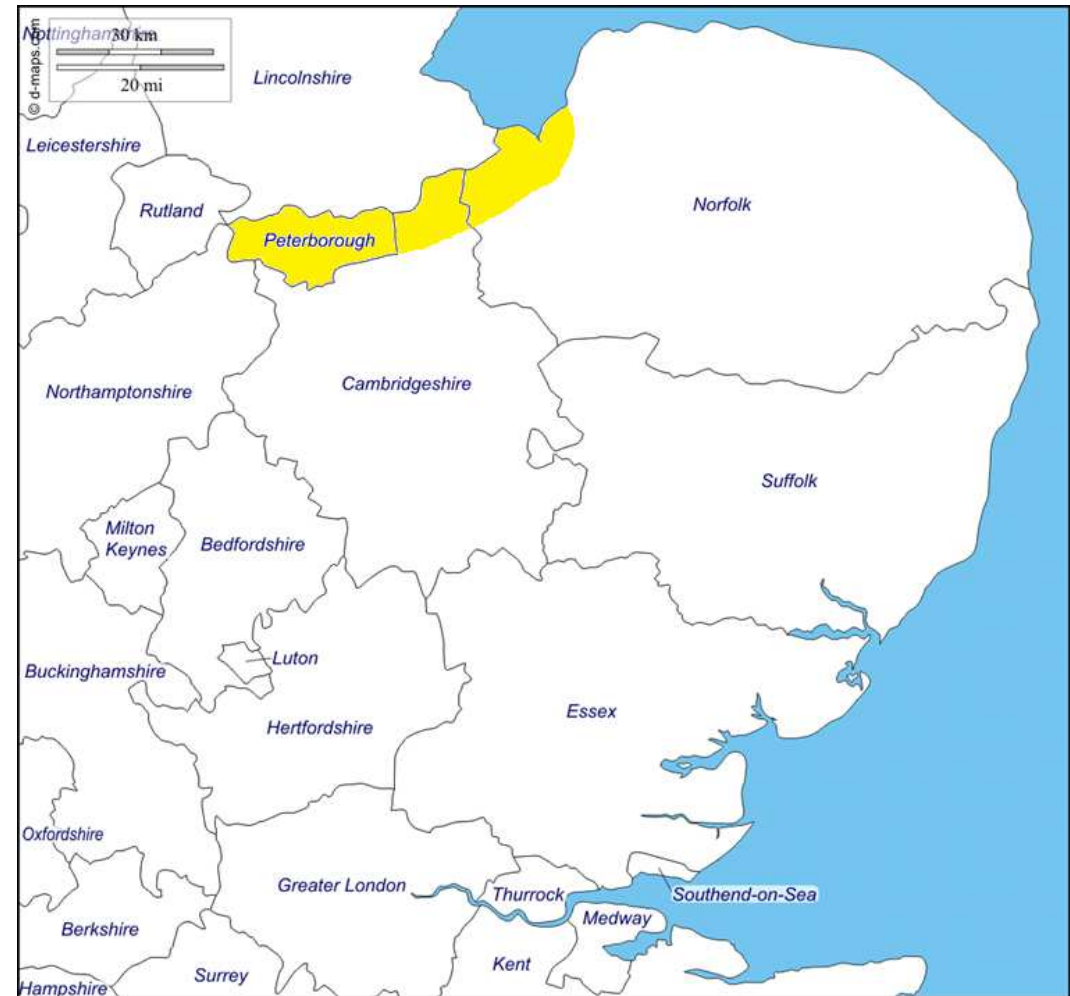 Nottinghamshire
30 km
20 mi
© d-maps.com
Lincolnshire
Leicestershire
Rutland
Norfolk
Peterborough
Northamptonshire
Cambridgeshire
Suffolk
Milton
Keynes
Bedfordshire
Luton
Buckinghamshire
Hertfordshire
Essex
Oxfordshire
Greater London
Thurrock
Southend-on-Sea
Medway
Berkshire
Kent
Surrey
Hampshire